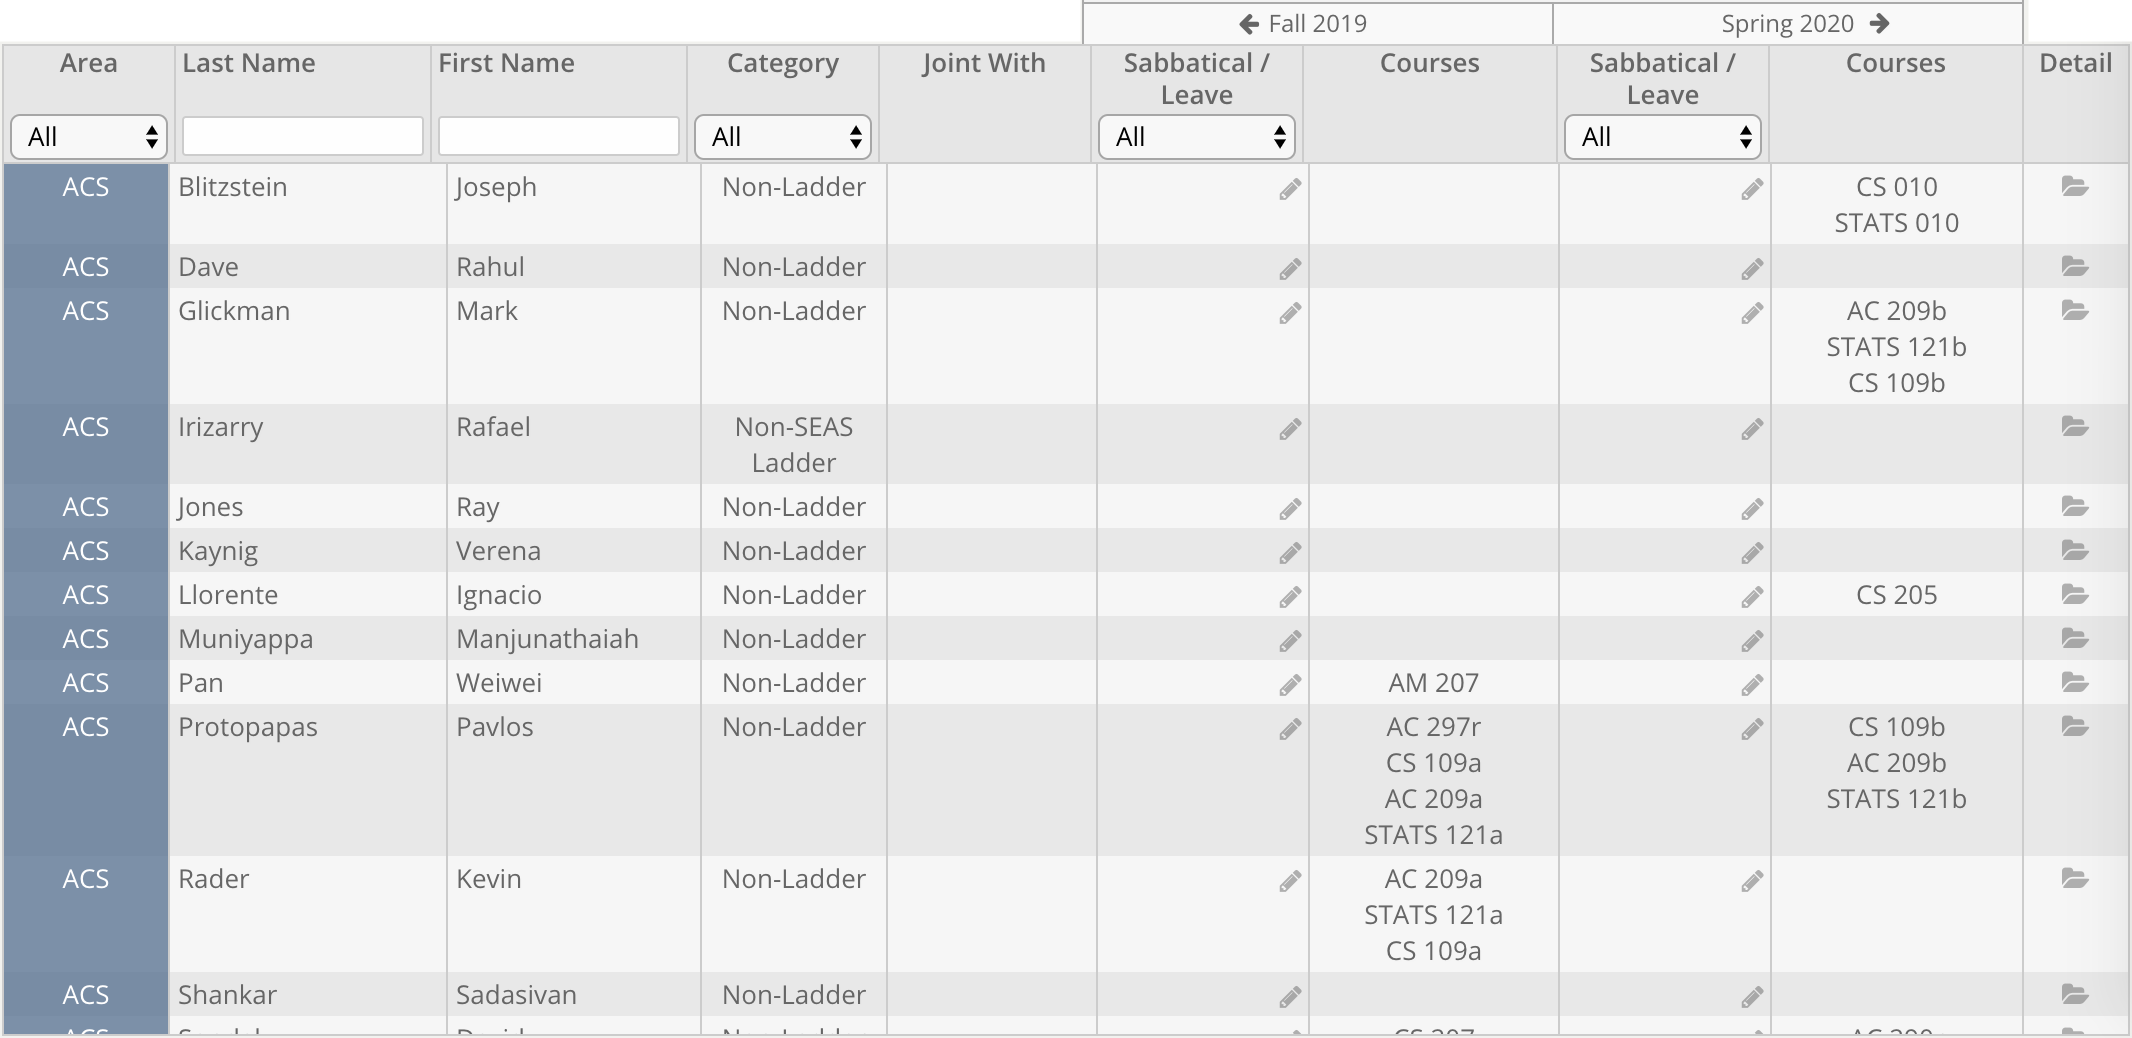 Fall 2019 Spring 2020
Area Last Name First Name Category Joint With Sabbatical / Courses Sabbatical / Courses Detail
Leave Leave
All All All All
ACS Blitzstein Joseph Non-Ladder CS 010
STATS 010
ACS Dave Rahul Non-Ladder
ACS Glickman Mark Non-Ladder AC 209b
STATS 121b
CS 109b
ACS Irizarry Rafael Non-SEAS
Ladder
ACS Jones Ray Non-Ladder
ACS Kaynig Verena Non-Ladder
ACS Llorente Ignacio Non-Ladder CS 205
ACS Muniyappa Manjunathaiah Non-Ladder
ACS Pan Weiwei Non-Ladder AM 207
ACS Protopapas Pavlos Non-Ladder AC 297r CS 109b
CS 109a AC 209b
AC 209a STATS 121b
STATS 121a
ACS Rader Kevin Non-Ladder AC 209a
STATS 121a
CS 109a
ACS Shankar Sadasivan Non-Ladder
ACS Non-Ladder